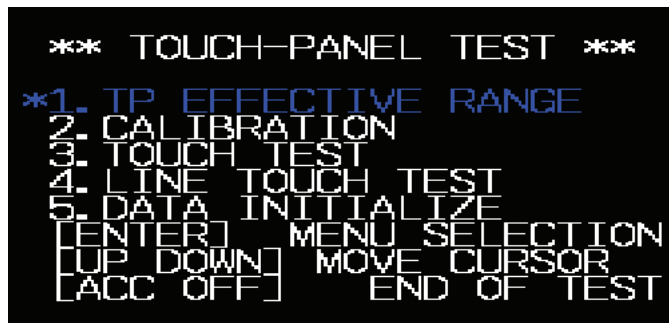 ** TOUCH-PANEL TEST **
*1. TP EFFECTIVE RANGE
2. CALIBRATION
3. TOUCH TEST
4. LINE TOUCH TEST
5. DATA INITIALIZE
[ENTER] MENU SELECTION
[UP DOWN] MOVE CURSOR
[ACC OFF] END OF TEST